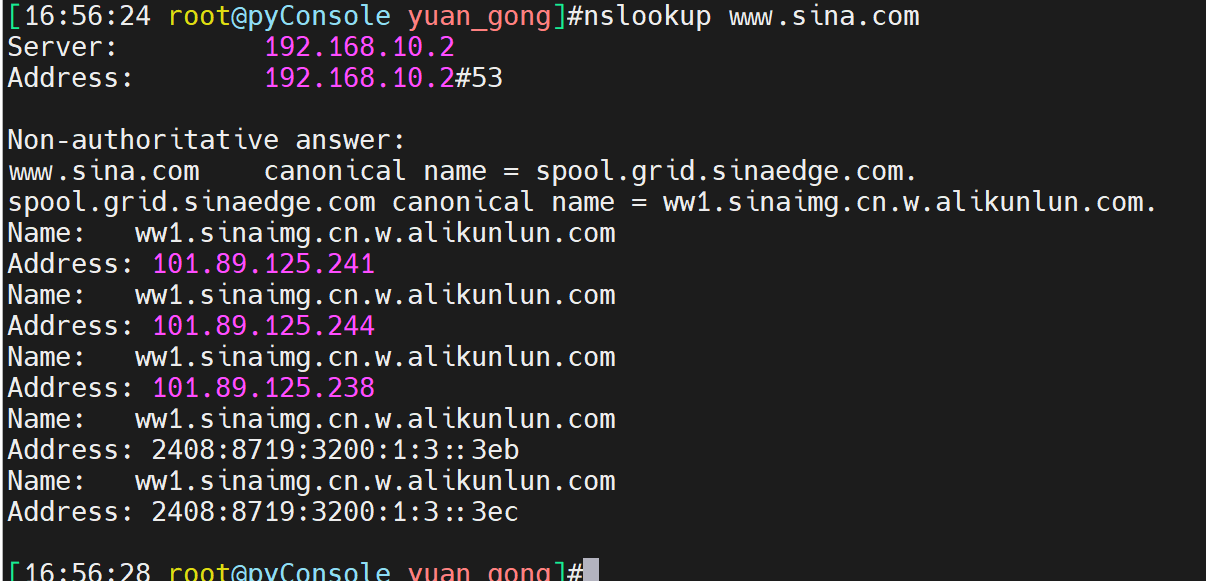 [16:56:24 root@pyConsole yuan_gong]#nslookup www.sina.com
Server:         192.168.10.2
Address:        192.168.10.2#53

Non-authoritative answer:
www.sina.com    canonical name = spool.grid.sinaedge.com.
spool.grid.sinaedge.com canonical name = ww1.sinaimg.cn.w.alikunlun.com.
Name:   ww1.sinaimg.cn.w.alikunlun.com
Address: 101.89.125.241
Name:   ww1.sinaimg.cn.w.alikunlun.com
Address: 101.89.125.244
Name:   ww1.sinaimg.cn.w.alikunlun.com
Address: 101.89.125.238
Name:   ww1.sinaimg.cn.w.alikunlun.com
Address: 2408:8719:3200:1:3::3eb
Name:   ww1.sinaimg.cn.w.alikunlun.com
Address: 2408:8719:3200:1:3::3ec

[16:56:28 root@pyConsole yuan_gong]#